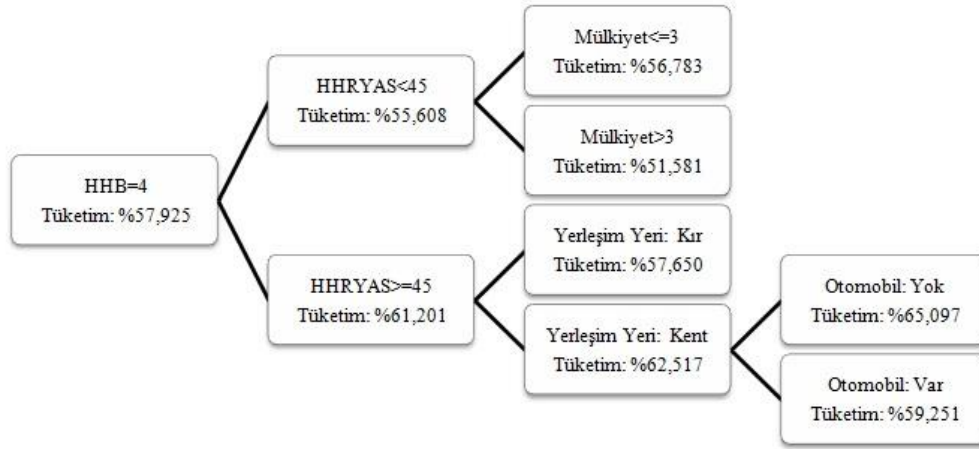 HHB=4
Tüketim: %57,925
HHRYAS<45
Tüketim: %55,608
HHRYAS>=45
Tüketim: %61,201
Mülkiyet<=3
Tüketim: %56,783
Mülkiyet>3
Tüketim: %51,581
Yerleşim Yeri: Kır
Tüketim: %57,650
Yerleşim Yeri: Kent
Tüketim: %62,517
Otomobil: Yok
Tüketim: %65,097
Otomobil: Var
Tüketim: %59,251